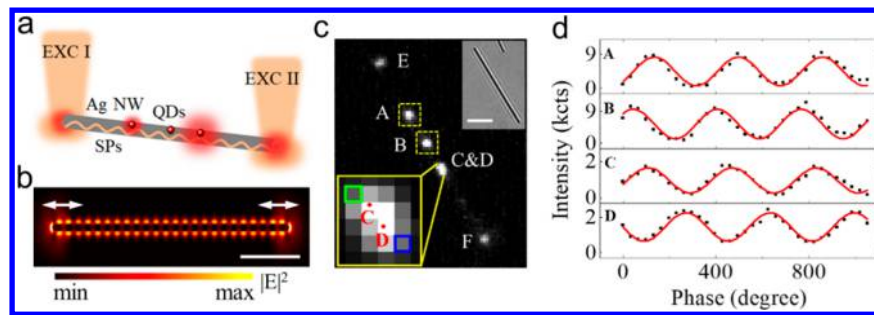 a
EXC I
EXC II
Ag NW
QDs
SPs
b
min
max
|E|²
c
E
A
B
C&D
C
D
F
d
Intensity (kcts)
A
9
0
B
9
0
C
2
0
D
2
0
0
400
800
Phase (degree)